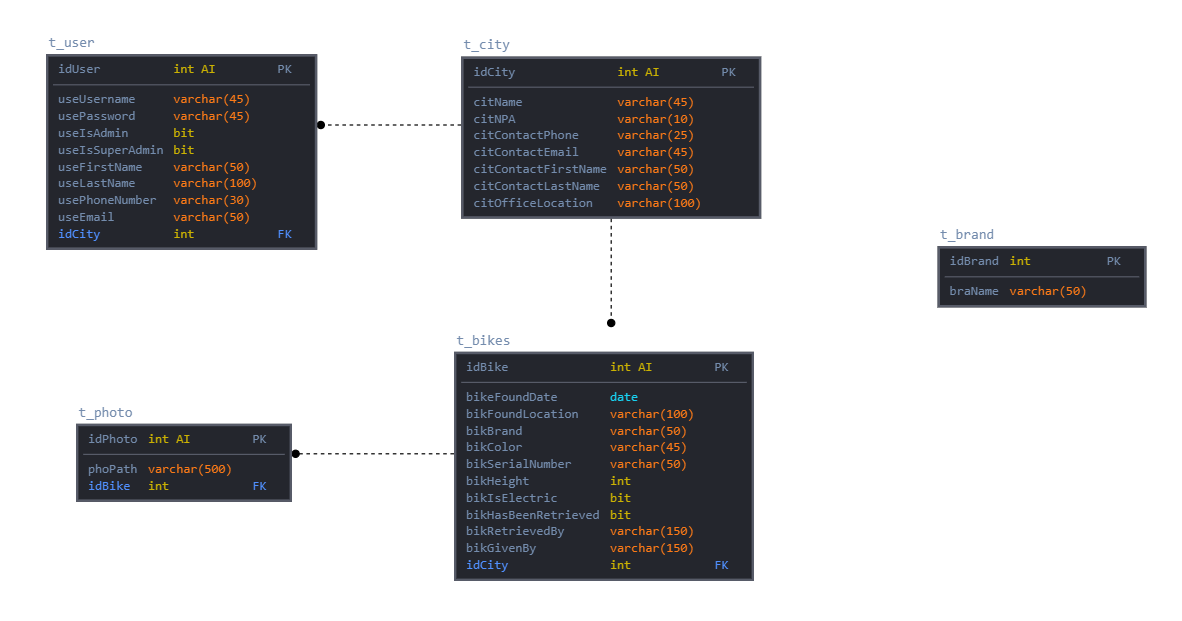 t_user
idUser int AI PK
useUsername varchar(45)
usePassword varchar(45)
useIsAdmin bit
useIsSuperAdmin bit
useFirstName varchar(50)
useLastName varchar(100)
usePhoneNumber varchar(30)
useEmail varchar(50)
idCity int FK
t_city
idCity int AI PK
citName varchar(45)
citNPA varchar(10)
citContactPhone varchar(25)
citContactEmail varchar(45)
citContactFirstName varchar(50)
citContactLastName varchar(50)
citOfficeLocation varchar(100)
t_brand
idBrand int PK
braName varchar(50)
t_bikes
idBike int AI PK
bikeFoundDate date
bikFoundLocation varchar(100)
bikBrand varchar(50)
bikColor varchar(45)
bikSerialNumber varchar(50)
bikHeight int
bikIsElectric bit
bikHasBeenRetrieved bit
bikRetrievedBy varchar(150)
bikGivenBy varchar(150)
idCity int FK
t_photo
idPhoto int AI PK
phoPath varchar(500)
idBike int FK